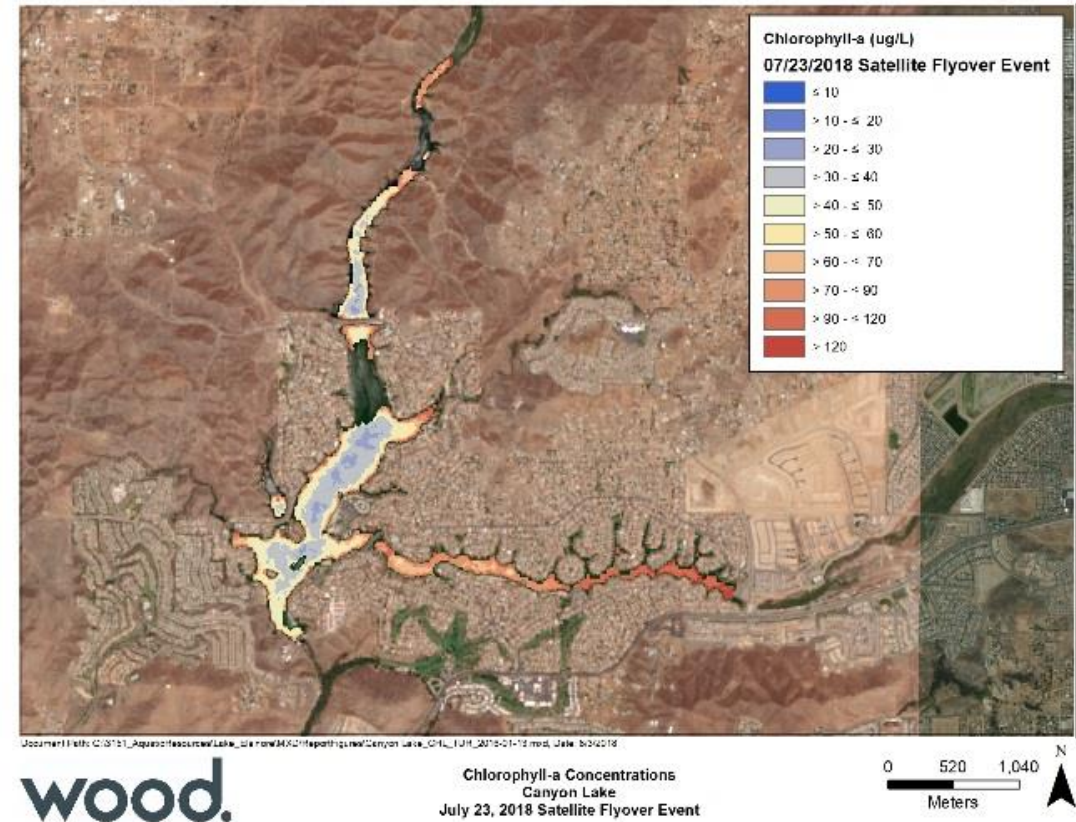 Chlorophyll-a (ug/L)
07/23/2018 Satellite Flyover Event
≤ 10
> 10 - ≤ 20
> 20 - ≤ 30
> 30 - ≤ 40
> 40 - ≤ 50
> 50 - ≤ 60
> 60 - ≤ 70
> 70 - ≤ 90
> 90 - ≤ 120
> 120
wood.
Chlorophyll-a Concentrations
Canyon Lake
July 23, 2018 Satellite Flyover Event
N
0 520 1,040
Meters